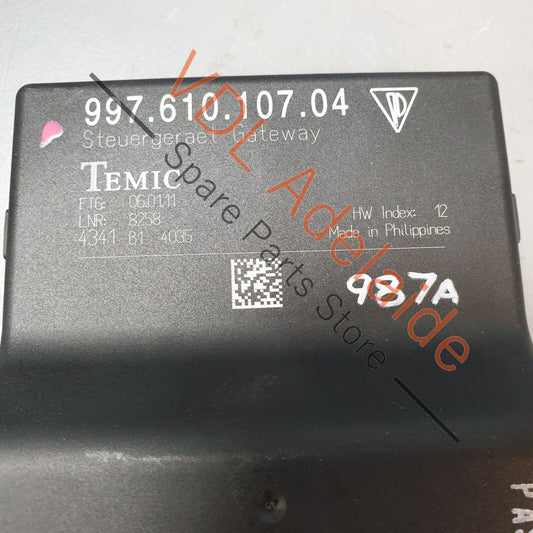 997.610.107.04
Steuergeraet Gateway
TEMIC
FTG: 06.01.11
LNR: 8258
4341 B1 4035
HW Index: 12
Made in Philippines
987A
VDL Adelaide
Spare Parts Store
PAS